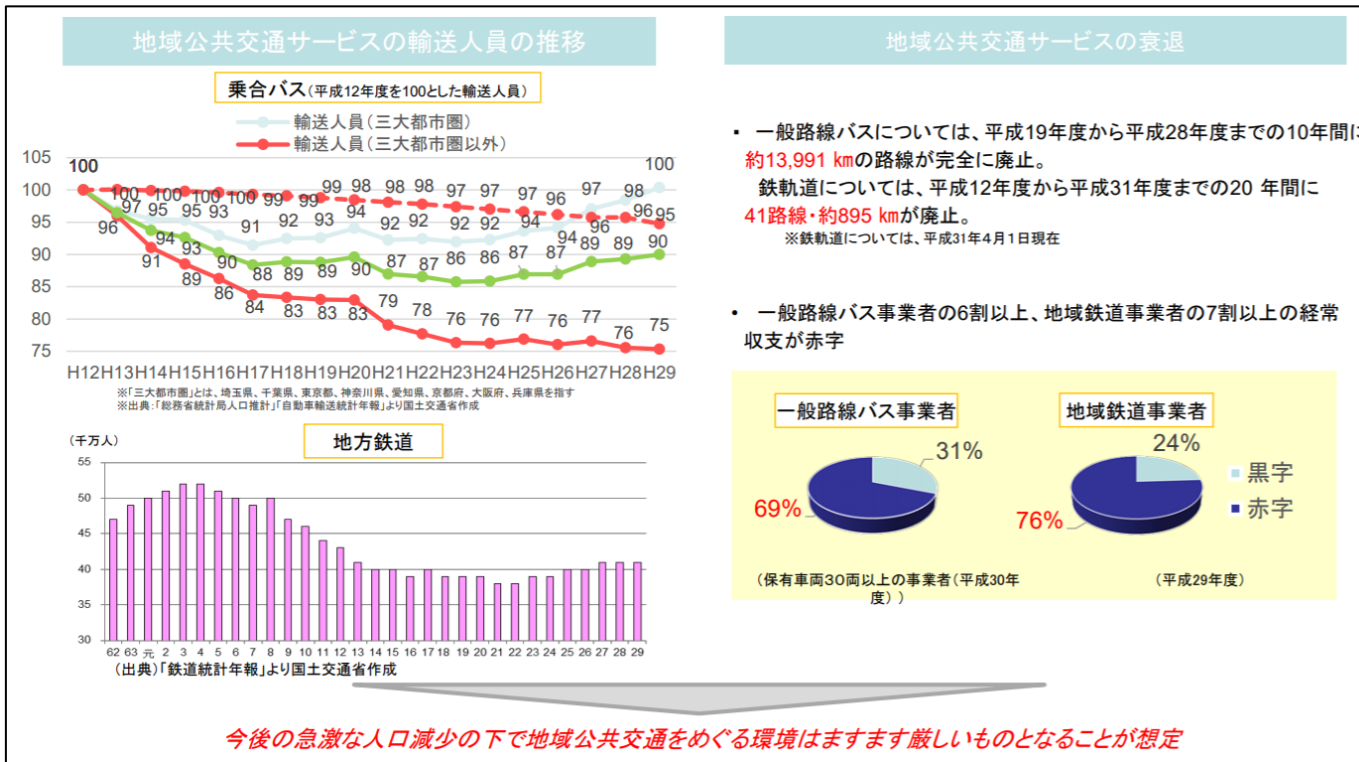 地域公共交通サービスの輸送人員の推移
乗合バス(平成12年度を100とした輸送人員)
輸送人員(三大都市圏)
輸送人員(三大都市圏以外)
105
100
95
90
85
80
75
100
100 100 100 100 99 99 99 98 98 98 97 97 97 96 96 95
97 95 95 93 91 92 93 94 92 92 92 92 94 94 97 98 100
96 94 93 90 88 89 89 90 87 87 86 86 87 87 89 89 90
96 91 89 86 84 83 83 83 79 78 76 76 77 76 77 76 75
H12 H13 H14 H15 H16 H17 H18 H19 H20 H21 H22 H23 H24 H25 H26 H27 H28 H29
※「三大都市圏」とは、埼玉県、千葉県、東京都、神奈川県、愛知県、京都府、大阪府、兵庫県を指す
※出典:「総務省統計局人口推計」「自動車輸送統計年報」より国土交通省作成
(千万人)
地方鉄道
55
50
45
40
35
30
62 63 元 2 3 4 5 6 7 8 9 10 11 12 13 14 15 16 17 18 19 20 21 22 23 24 25 26 27 28 29
(出典)「鉄道統計年報」より国土交通省作成
地域公共交通サービスの衰退
・ 一般路線バスについては、平成19年度から平成28年度までの10年間に
約13,991 kmの路線が完全に廃止。
鉄軌道については、平成12年度から平成31年度までの20 年間に
41路線・約895 kmが廃止。
※鉄軌道については、平成31年4月1日現在
・ 一般路線バス事業者の6割以上、地域鉄道事業者の7割以上の経常
収支が赤字
一般路線バス事業者
31%
69%
(保有車両30両以上の事業者(平成30年
度))
地域鉄道事業者
24%
76%
(平成29年度)
黒字
赤字
今後の急激な人口減少の下で地域公共交通をめぐる環境はますます厳しいものとなることが想定